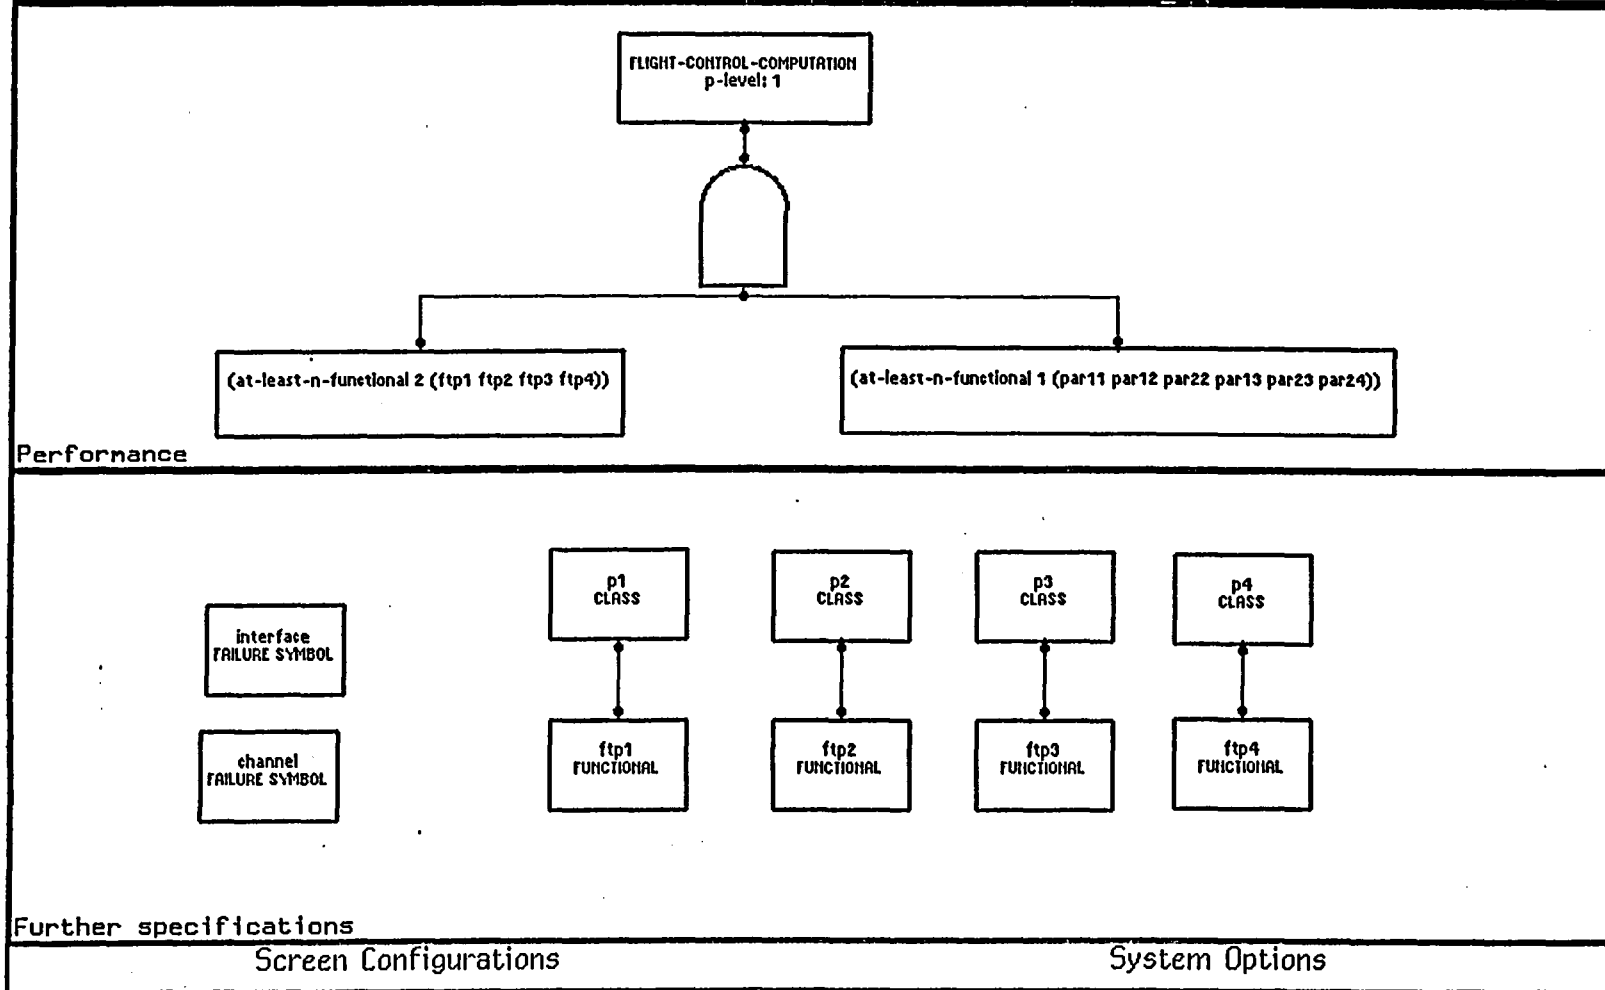 FLIGHT-CONTROL-COMPUTATION
p-level: 1
(at-least-n-functional 2 (ftp1 ftp2 ftp3 ftp4))
(at-least-n-functional 1 (par11 par12 par22 par13 par23 par24))
Performance
p1
CLASS
p2
CLASS
p3
CLASS
p4
CLASS
interface
FAILURE SYMBOL
channel
FAILURE SYMBOL
ftp1
FUNCTIONAL
ftp2
FUNCTIONAL
ftp3
FUNCTIONAL
ftp4
FUNCTIONAL
Further specifications
Screen Configurations
System Options